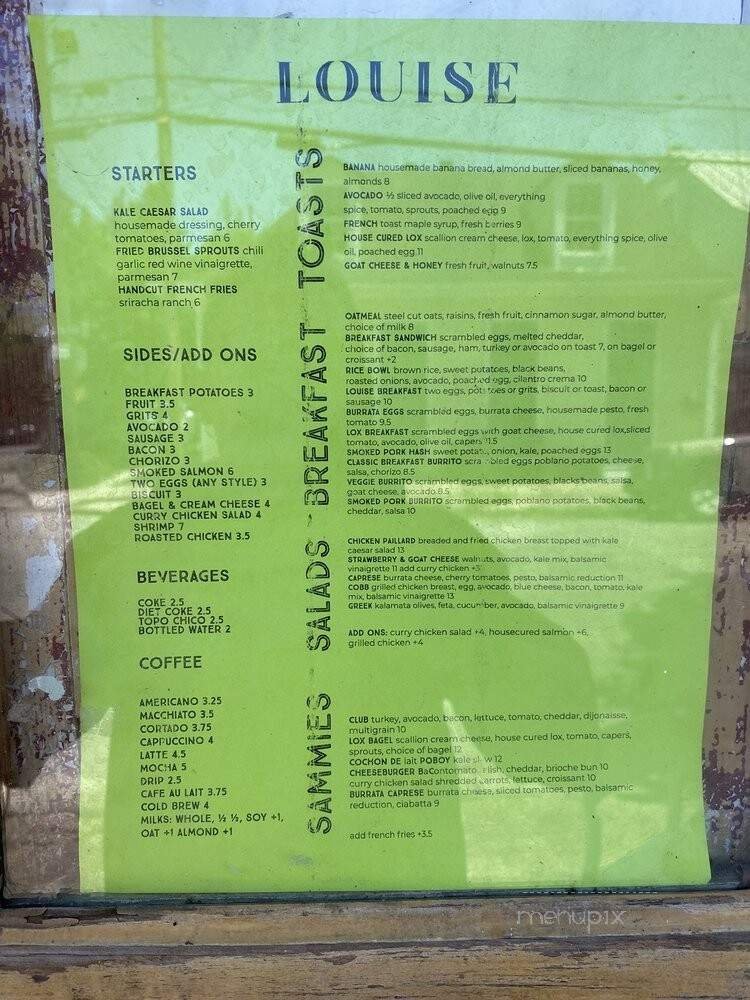 LOUISE
STARTERS
KALE CAESAR SALAD
housemade dressing, cherry
tomatoes, parmesan 6
FRIED BRUSSEL SPROUTS chili
garlic red wine vinaigrette,
parmesan 7
HANDCUT FRENCH FRIES
sriracha ranch 6
SIDES/ADD ONS
BREAKFAST POTATOES 3
FRUIT 3.5
GRITS 4
AVOCADO 2
SAUSAGE 3
BACON 3
CHORIZO 3
SMOKED SALMON 6
TWO EGGS (ANY STYLE) 3
BISCUIT 3
BAGEL & CREAM CHEESE 4
CURRY CHICKEN SALAD 4
SHRIMP 7
ROASTED CHICKEN 3.5
BEVERAGES
COKE 2.5
DIET COKE 2.5
TOPO CHICO 2.5
BOTTLED WATER 2
COFFEE
AMERICANO 3.25
MACCHIATO 3.5
CORTADO 3.75
CAPPUCCINO 4
LATTE 4.5
MOCHA 5
DRIP 2.5
CAFE AU LAIT 3.75
COLD BREW 4
MILKS: WHOLE, ½ ½, SOY +1,
OAT +1 ALMOND +1
TOASTS
BANANA housemade banana bread, almond butter, sliced bananas, honey,
almonds 8
AVOCADO ½ sliced avocado, olive oil, everything
spice, tomato, sprouts, poached egg 9
FRENCH toast maple syrup, fresh berries 9
HOUSE CURED LOX scallion cream cheese, lox, tomato, everything spice, olive
oil, poached egg 11
GOAT CHEESE & HONEY fresh fruit, walnuts 7.5
BREAKFAST
OATMEAL steel cut oats, raisins, fresh fruit, cinnamon sugar, almond butter,
choice of milk 8
BREAKFAST SANDWICH scrambled eggs, melted cheddar,
choice of bacon, sausage, ham, turkey or avocado on toast 7, on bagel or
croissant +2
RICE BOWL brown rice, sweet potatoes, black beans,
roasted onions, avocado, poached egg, cilantro crema 10
LOUISE BREAKFAST two eggs, potatoes or grits, biscuit or toast, bacon or
sausage 10
BURRATA EGGS scrambled eggs, burrata cheese, housemade pesto, fresh
tomato 9.5
LOX BREAKFAST scrambled eggs with goat cheese, house cured lox,sliced
tomato, avocado, olive oil, capers 11.5
SMOKED PORK HASH sweet potato, onion, kale, poached eggs 13
CLASSIC BREAKFAST BURRITO scrambled eggs poblano potatoes, cheese,
salsa, chorizo 8.5
VEGGIE BURRITO scrambled eggs, sweet potatoes, blacks beans, salsa,
goat cheese, avocado 8.5
SMOKED PORK BURRITO scrambled eggs, poblano potatoes, black beans,
cheddar, salsa 10
SALADS
CHICKEN PAILLARD breaded and fried chicken breast topped with kale
caesar salad 13
STRAWBERRY & GOAT CHEESE walnuts, avocado, kale mix, balsamic
vinaigrette 11 add curry chicken +3
CAPRESE burrata cheese, cherry tomatoes, pesto, balsamic reduction 11
COBB grilled chicken breast, egg, avocado, blue cheese, bacon, tomato, kale
mix, balsamic vinaigrette 13
GREEK kalamata olives, feta, cucumber, avocado, balsamic vinaigrette 9
ADD ONS: curry chicken salad +4, housecured salmon +6,
grilled chicken +4
SAMMIES
CLUB turkey, avocado, bacon, lettuce, tomato, cheddar, dijonaisse,
multigrain 10
LOX BAGEL scallion cream cheese, house cured lox, tomato, capers,
sprouts, choice of bagel 12
COCHON DE lait POBOY kale slaw 12
CHEESEBURGER BaContomato relish, cheddar, brioche bun 10
curry chicken salad shredded carrots, lettuce, croissant 10
BURRATA CAPRESE burrata cheese, sliced tomatoes, pesto, balsamic
reduction, ciabatta 9
add french fries +3.5
menupix